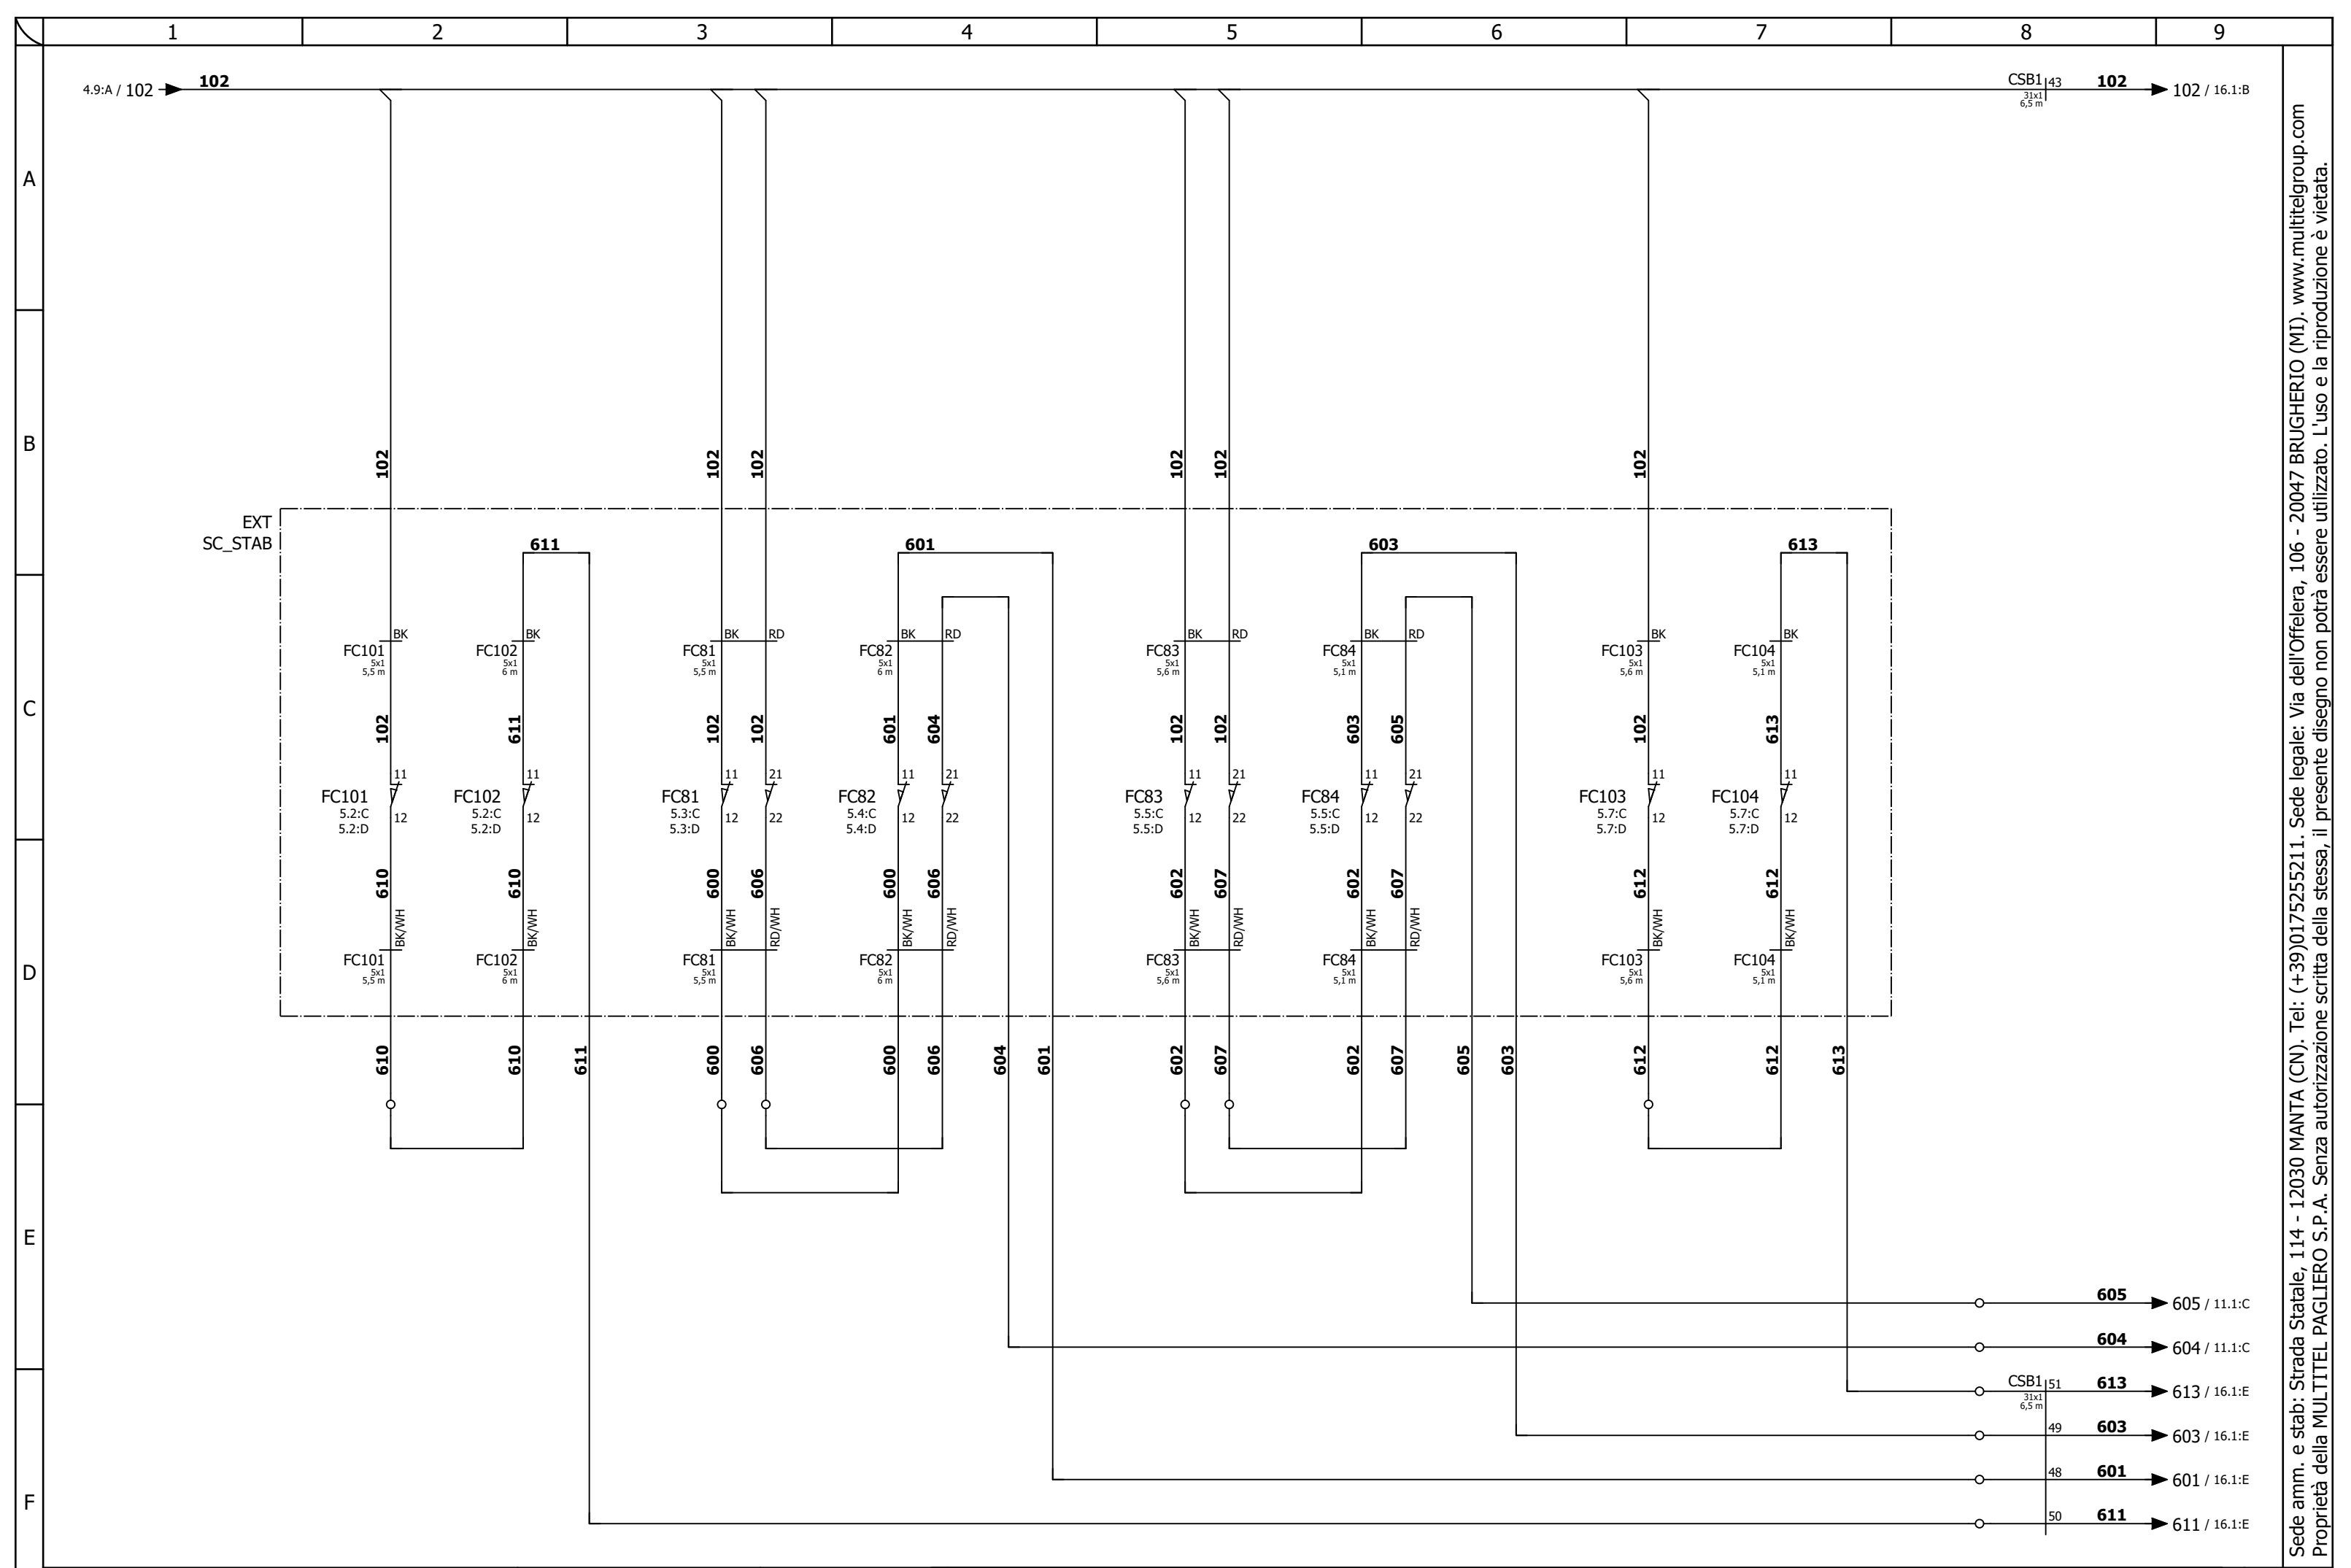 1 2 3 4 5 6 7 8 9
4.9:A / 102 102 CSB1 43 102 102 / 16.1:B
31x1
6,5 m
A
B
102 102 102 102 102 102
EXT
SC_STAB
611 601 603 613
BK BK BK RD BK RD BK RD BK RD BK BK
FC101 FC102 FC81 FC82 FC83 FC84 FC103 FC104
5x1 5x1 5x1 5x1 5x1 5x1 5x1 5x1
5,5 m 6 m 5,5 m 6 m 5,6 m 5,1 m 5,6 m 5,1 m
C
102 611 102 102 601 604 102 102 603 605 102 613
11 11 11 21 11 21 11 21 11 21 11 11
FC101 FC102 FC81 FC82 FC83 FC84 FC103 FC104
5.2:C 5.2:C 5.3:C 5.4:C 5.5:C 5.5:C 5.7:C 5.7:C
12 12 12 22 12 22 12 22 12 22 12 12
5.2:D 5.2:D 5.3:D 5.4:D 5.5:D 5.5:D 5.7:D 5.7:D
610 610 600 606 600 606 602 607 602 607 612 612
BK/WH BK/WH BK/WH RD/WH BK/WH RD/WH BK/WH RD/WH BK/WH RD/WH BK/WH BK/WH
FC101 FC102 FC81 FC82 FC83 FC84 FC103 FC104
5x1 5x1 5x1 5x1 5x1 5x1 5x1 5x1
5,5 m 6 m 5,5 m 6 m 5,6 m 5,1 m 5,6 m 5,1 m
D
610 610 611 600 606 600 606 604 601 602 607 602 607 605 603 612 612 613
E
605 605 / 11.1:C
604 604 / 11.1:C
CSB1 51 613 613 / 16.1:E
31x1
6,5 m
49 603 603 / 16.1:E
48 601 601 / 16.1:E
F
50 611 611 / 16.1:E
Sede amm. e stab: Strada Statale, 114 - 12030 MANTA (CN). Tel: (+39)0175255211. Sede legale: Via dell'Offelera, 106 - 20047 BRUGHERIO (MI). www.multitelgroup.com
Proprietà della MULTITEL PAGLIERO S.P.A. Senza autorizzazione scritta della stessa, il presente disegno non potrà essere utilizzato. L'uso e la riproduzione è vietata.